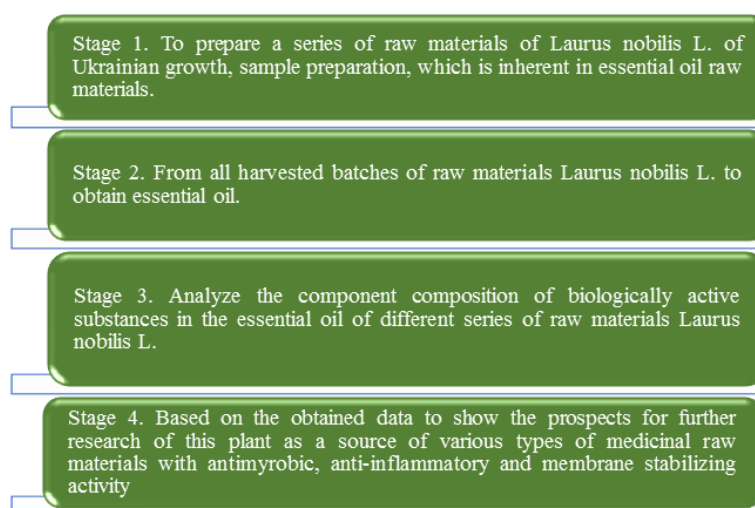 Stage 1. To prepare a series of raw materials of Laurus nobilis L. of
Ukrainian growth, sample preparation, which is inherent in essential oil raw
materials.
Stage 2. From all harvested batches of raw materials Laurus nobilis L. to
obtain essential oil.
Stage 3. Analyze the component composition of biologically active
substances in the essential oil of different series of raw materials Laurus
nobilis L.
Stage 4. Based on the obtained data to show the prospects for further
research of this plant as a source of various types of medicinal raw
materials with antimyrobic, anti-inflammatory and membrane stabilizing
activity